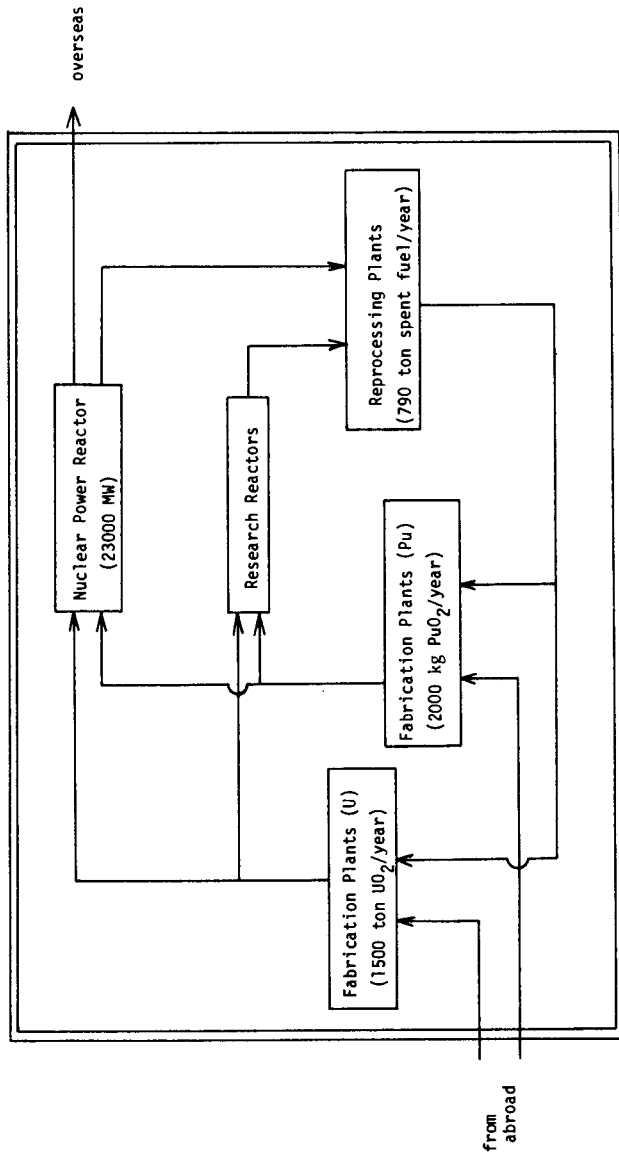 overseas
Nuclear Power Reactor
(23000 MW)
Research Reactors
Reprocessing Plants
(790 ton spent fuel/year)
Fabrication Plants (Pu)
(2000 kg PuO₂/year)
Fabrication Plants (U)
(1500 ton UO₂/year)
from
abroad